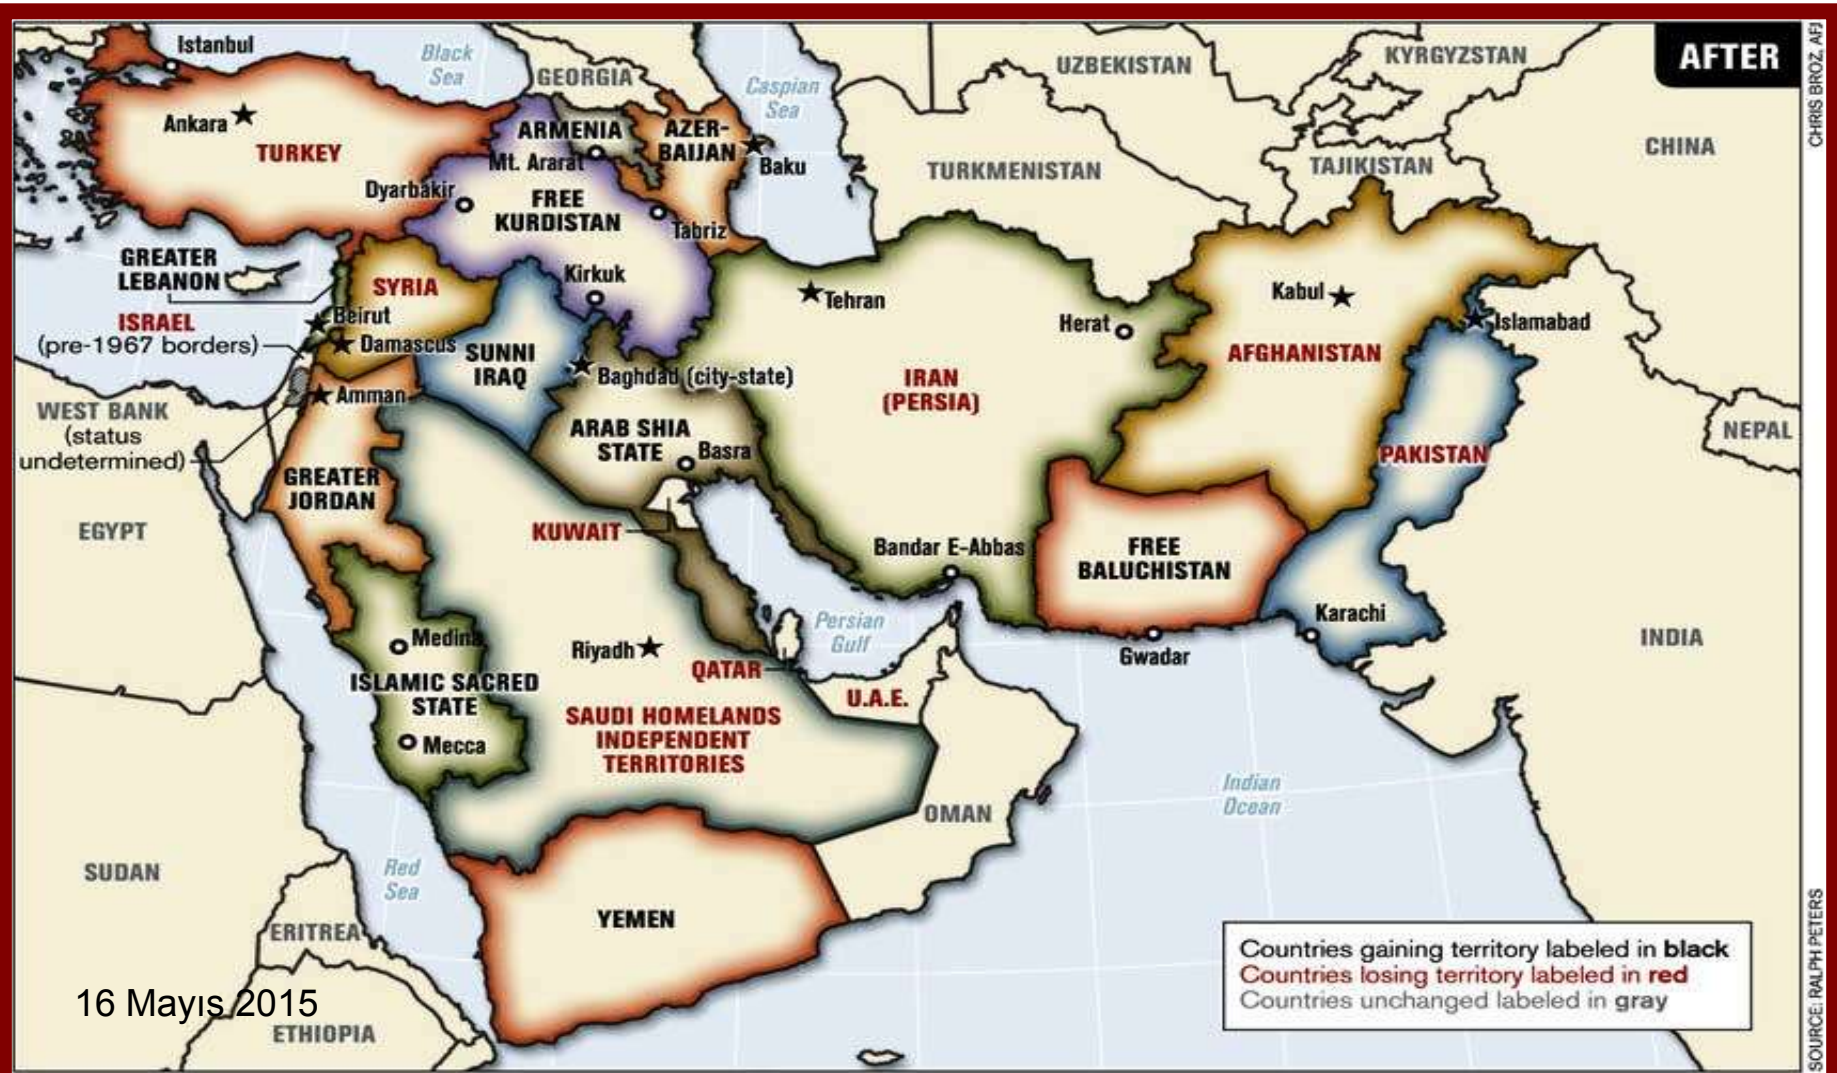 AFTER
CHRIS BROZ, AFJ
Istanbul
Black
Sea
GEORGIA
Caspian
Sea
UZBEKISTAN
KYRGYZSTAN
Ankara
TURKEY
ARMENIA
Mt. Ararat
AZER-
BAIJAN
Baku
TURKMENISTAN
TAJIKISTAN
CHINA
Dyarbakir
FREE
KURDISTAN
Tabriz
GREATER
LEBANON
SYRIA
Kirkuk
Tehran
Herat
Kabul
Islamabad
ISRAEL
(pre-1967 borders)
Beirut
Damascus
SUNNI
IRAQ
Baghdad (city-state)
IRAN
(PERSIA)
AFGHANISTAN
Amman
WEST BANK
(status
undetermined)
ARAB SHIA
STATE
Basra
PAKISTAN
NEPAL
GREATER
JORDAN
EGYPT
KUWAIT
Bandar E-Abbas
FREE
BALUCHISTAN
Karachi
Gwadar
INDIA
Persian
Gulf
Medina
Riyadh
QATAR
U.A.E.
ISLAMIC SACRED
STATE
Mecca
SAUDI HOMELANDS
INDEPENDENT
TERRITORIES
OMAN
Indian
Ocean
SUDAN
Red
Sea
YEMEN
ERITREA
16 Mayıs 2015
ETHIOPIA
Countries gaining territory labeled in black
Countries losing territory labeled in red
Countries unchanged labeled in gray
SOURCE: RALPH PETERS